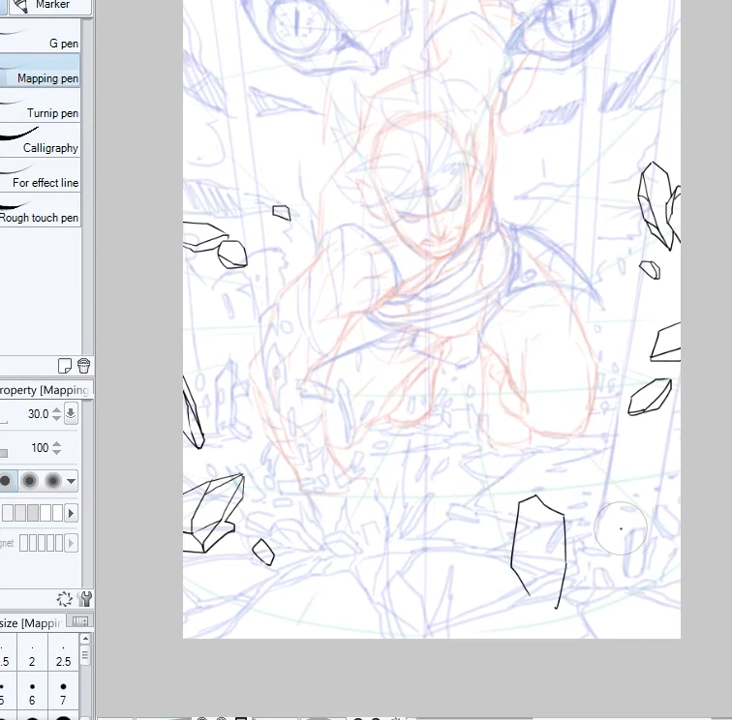 Marker
G pen
Mapping pen
Turnip pen
Calligraphy
For effect line
Rough touch pen
roperty [Mapping
30.0
100
gnet
size [Mappin
.5 2 2.5
5 6 7